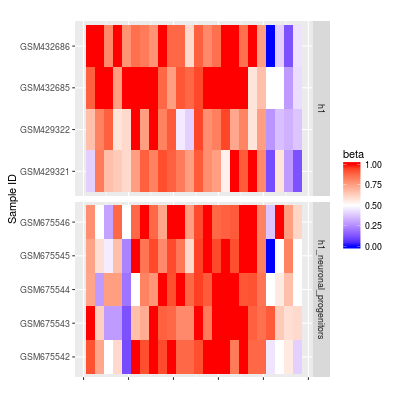 Sample ID
GSM432686
GSM432685
GSM429322
GSM429321
h1
GSM675546
GSM675545
GSM675544
GSM675543
GSM675542
h1_neuronal_progenitors
beta
1.00
0.75
0.50
0.25
0.00